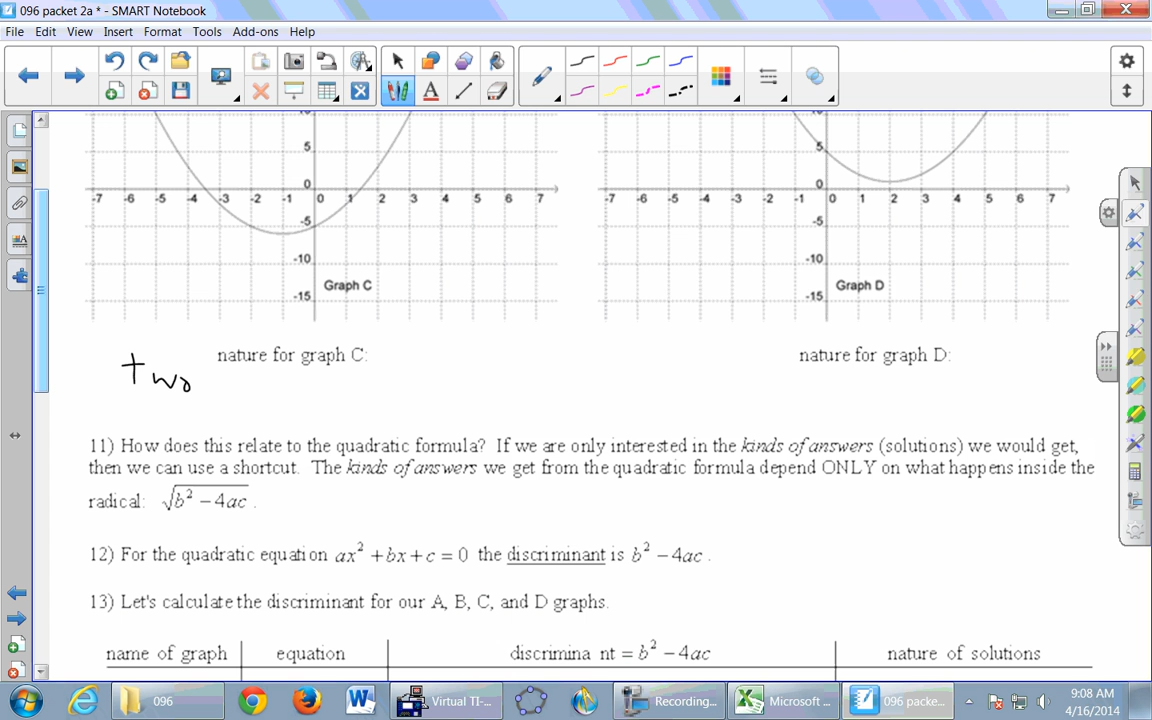 096 packet 2a * - SMART Notebook
File Edit View Insert Format Tools Add-ons Help
5
0
-7 -6 -5 -4 -3 -2 -1 0 1 2 3 4 5 6 7
-5
-10
Graph C
-15
5
0
-7 -6 -5 -4 -3 -2 -1 0 1 2 3 4 5 6 7
-5
-10
Graph D
-15
nature for graph C:
nature for graph D:
two
11) How does this relate to the quadratic formula? If we are only interested in the kinds of answers (solutions) we would get,
then we can use a shortcut. The kinds of answers we get from the quadratic formula depend ONLY on what happens inside the
radical: √b² − 4ac .
12) For the quadratic equation ax² + bx + c = 0 the discriminant is b² − 4ac .
13) Let's calculate the discriminant for our A, B, C, and D graphs.
name of graph equation discrimina nt = b² − 4ac nature of solutions
096 Virtual TI-... Recording... Microsoft ... 096 packe...
9:08 AM
4/16/2014